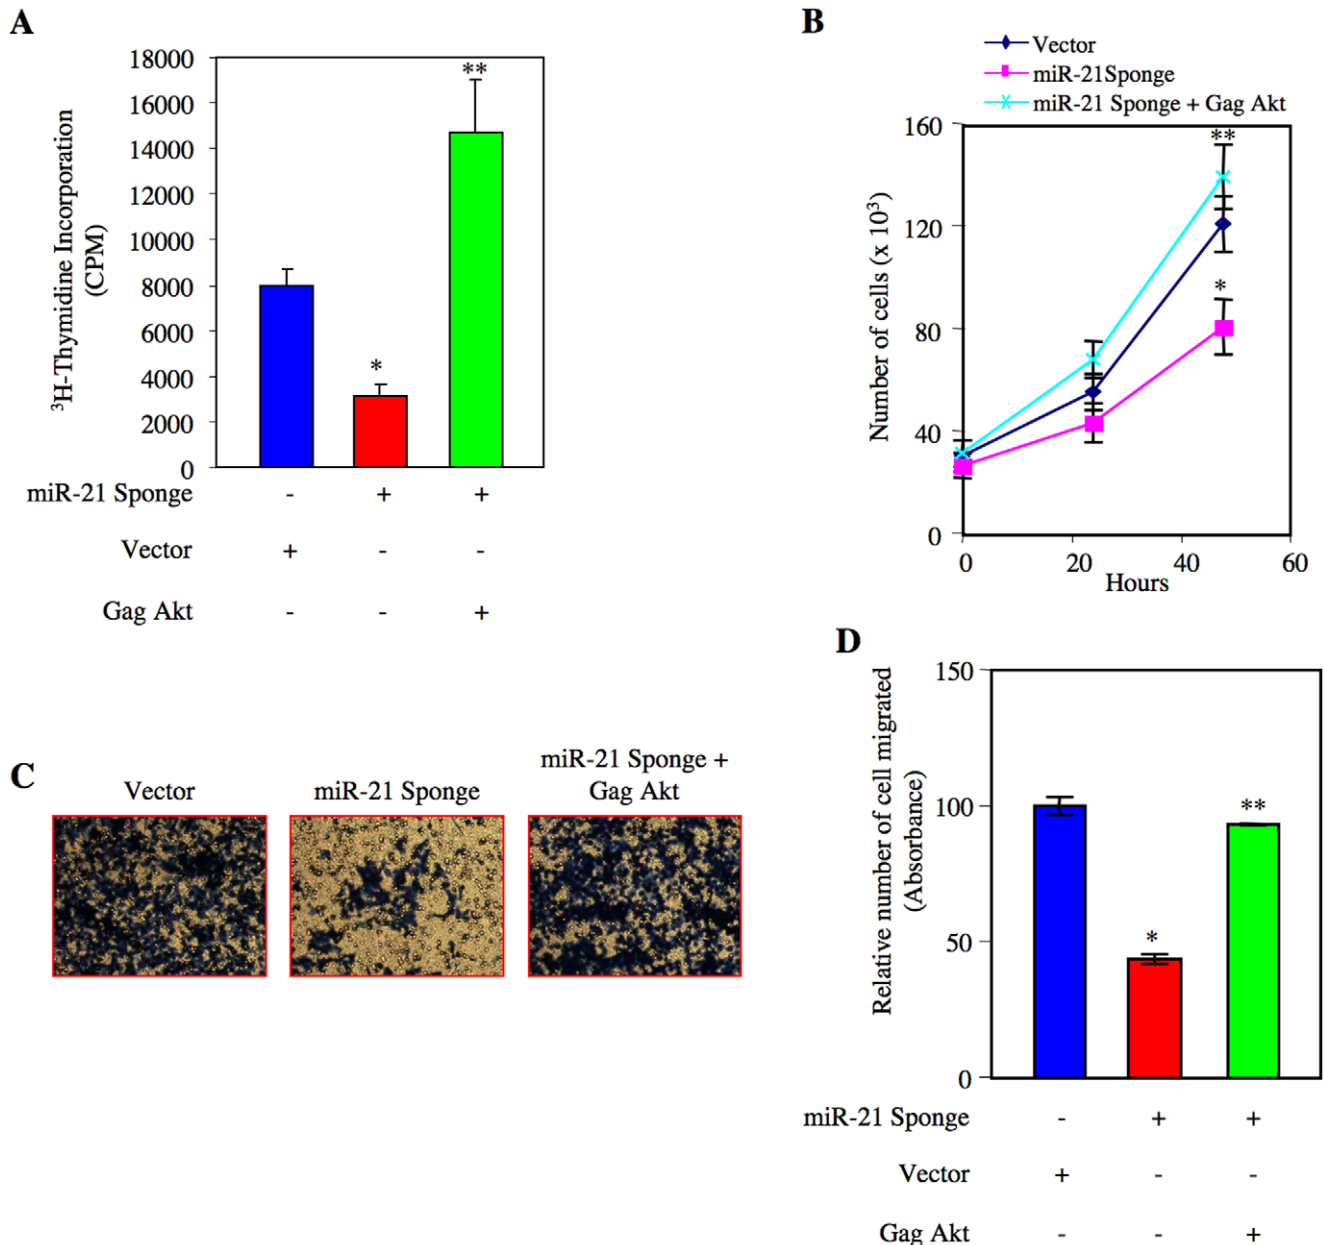 A
18000
16000
14000
12000
10000
8000
6000
4000
2000
0
³H-Thymidine Incorporation
(CPM)
*
**
miR-21 Sponge - + +
Vector + - -
Gag Akt - - +
B
Vector
miR-21Sponge
miR-21 Sponge + Gag Akt
160
120
80
40
0
Number of cells (x 10³)
**
*
0 20 40 60
Hours
C
Vector
miR-21 Sponge
miR-21 Sponge +
Gag Akt
D
150
100
50
0
Relative number of cell migrated
(Absorbance)
*
**
miR-21 Sponge - + +
Vector + - -
Gag Akt - - +